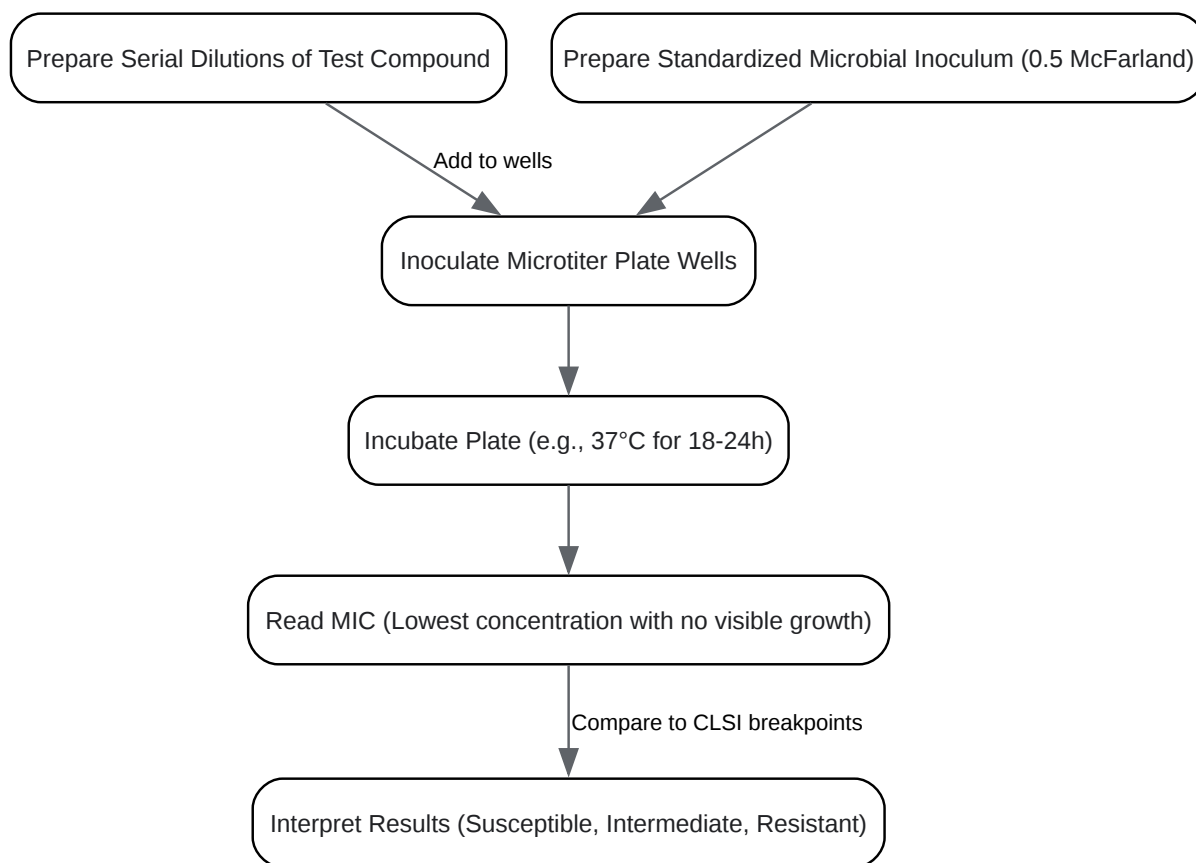 Prepare Serial Dilutions of Test Compound
Prepare Standardized Microbial Inoculum (0.5 McFarland)
Add to wells
Inoculate Microtiter Plate Wells
Incubate Plate (e.g., 37°C for 18-24h)
Read MIC (Lowest concentration with no visible growth)
Compare to CLSI breakpoints
Interpret Results (Susceptible, Intermediate, Resistant)